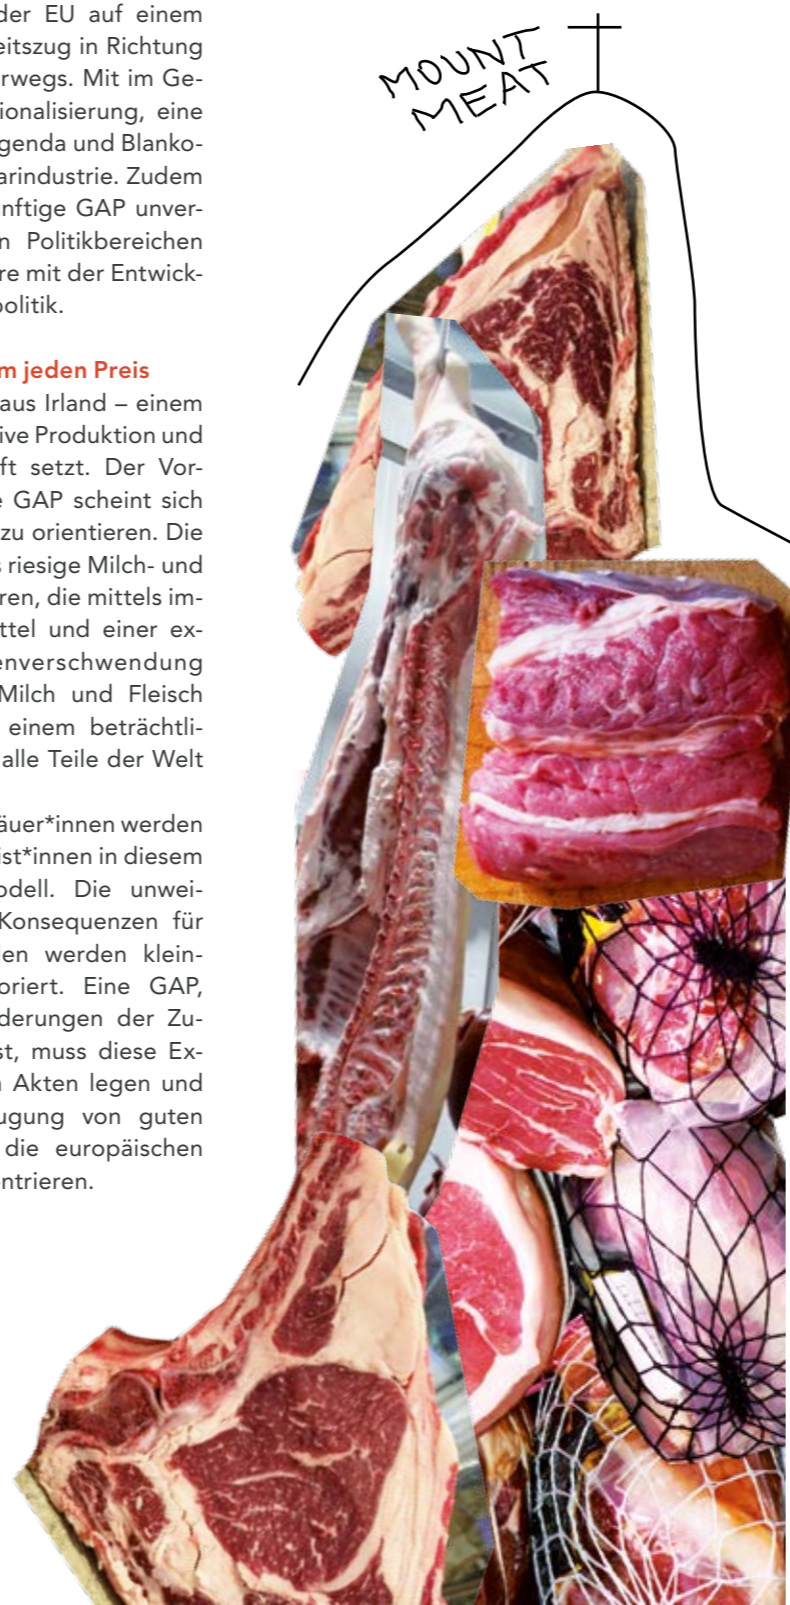 der EU auf einem
eitszug in Richtung
rwegs. Mit im Ge-
ionalisierung, eine
genda und Blanko-
arindustrie. Zudem
nftige GAP unver-
n Politikbereichen
re mit der Entwick-
politik.
m jeden Preis
aus Irland – einem
ive Produktion und
ft setzt. Der Vor-
e GAP scheint sich
zu orientieren. Die
s riesige Milch- und
ren, die mittels im-
ttel und einer ex-
enverschwendung
Milch und Fleisch
einem beträchtli-
alle Teile der Welt
äuer*innen werden
ist*innen in diesem
odell. Die unwei-
Konsequenzen für
den werden klein-
oriert. Eine GAP,
derungen der Zu-
st, muss diese Ex-
n Akten legen und
ugung von guten
die europäischen
ntrieren.
MOUNT
MEAT